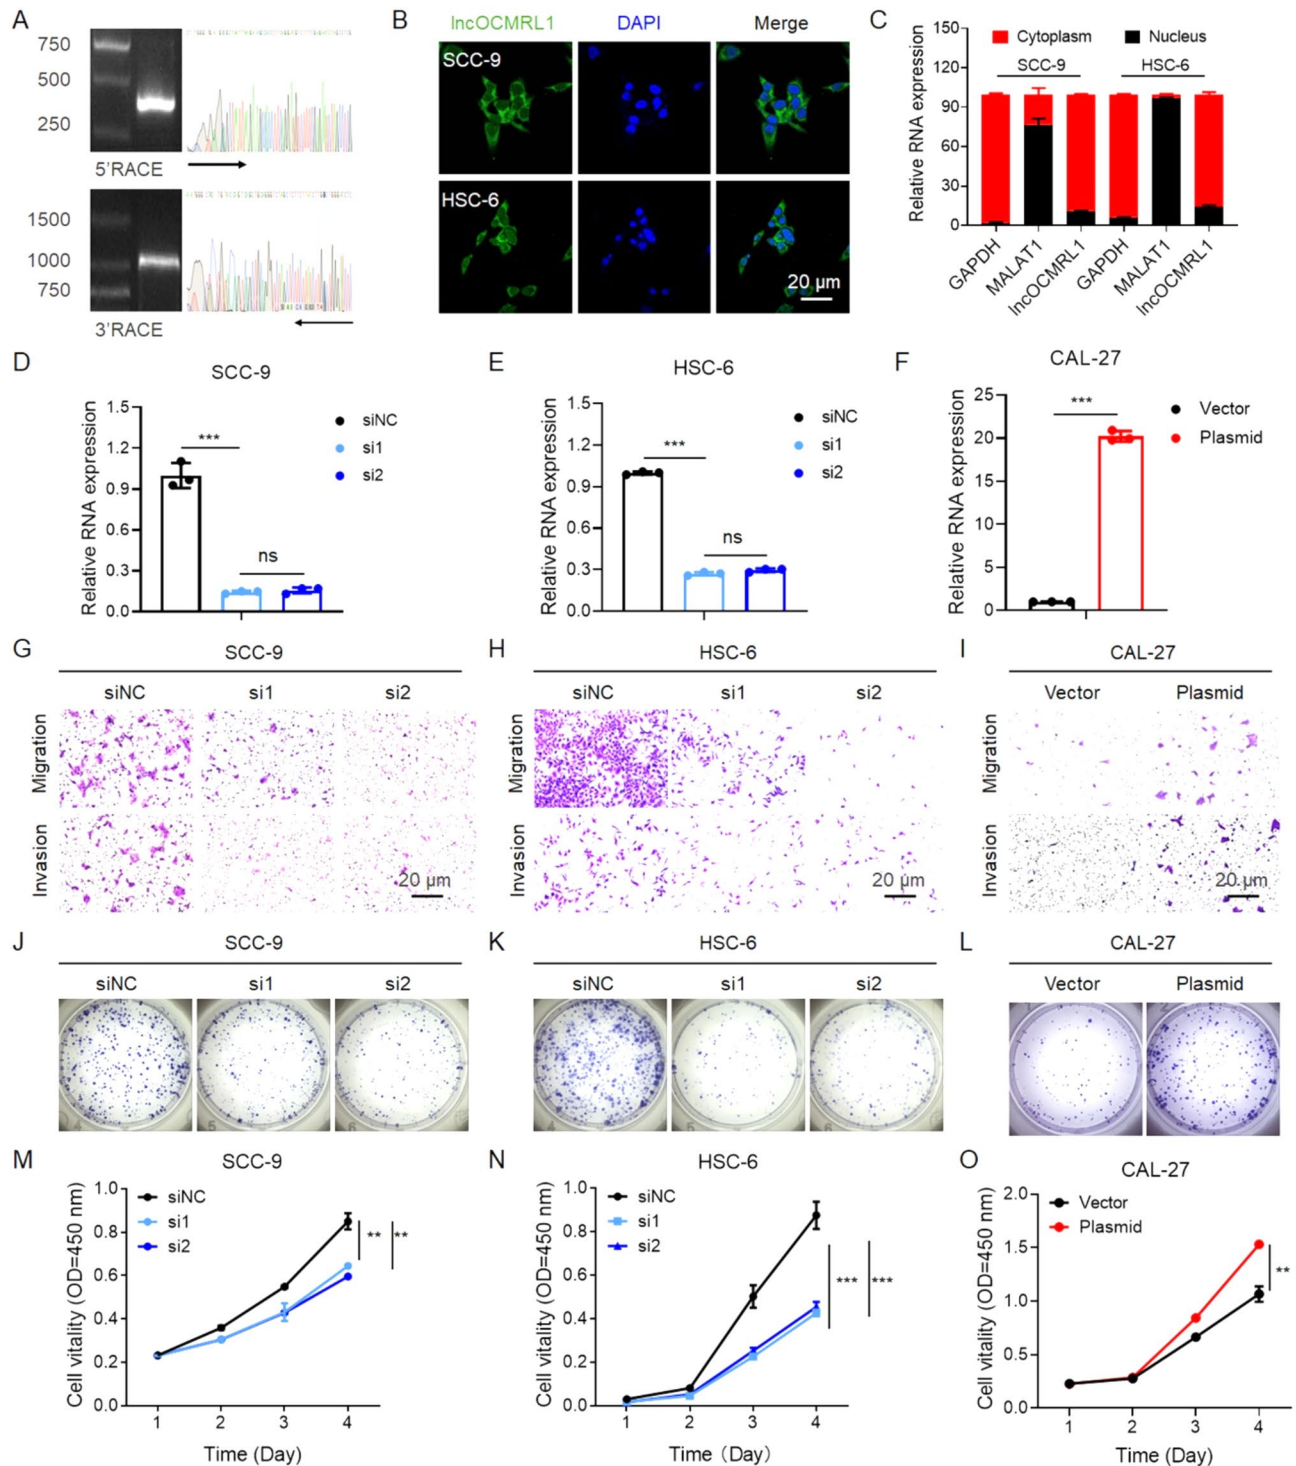 A
750
500
250
5'RACE
1500
1000
750
3'RACE
B
lncOCMRL1
DAPI
Merge
SCC-9
HSC-6
20 µm
C
Relative RNA expression
150
120
90
60
30
0
Cytoplasm
Nucleus
SCC-9
HSC-6
GAPDH
MALAT1
lncOCMRL1
GAPDH
MALAT1
lncOCMRL1
D
SCC-9
Relative RNA expression
1.5
1.2
0.9
0.6
0.3
0.0
***
ns
siNC
si1
si2
E
HSC-6
Relative RNA expression
1.5
1.2
0.9
0.6
0.3
0.0
***
ns
siNC
si1
si2
F
CAL-27
Relative RNA expression
25
20
15
10
5
0
***
Vector
Plasmid
G
SCC-9
siNC
si1
si2
Migration
Invasion
20 µm
H
HSC-6
siNC
si1
si2
Migration
Invasion
20 µm
I
CAL-27
Vector
Plasmid
Migration
Invasion
20 µm
J
SCC-9
siNC
si1
si2
K
HSC-6
siNC
si1
si2
L
CAL-27
Vector
Plasmid
M
SCC-9
Cell vitality (OD=450 nm)
1.0
0.8
0.6
0.4
0.2
0.0
siNC
si1
si2
**
**
1 2 3 4
Time (Day)
N
HSC-6
Cell vitality (OD=450 nm)
1.0
0.8
0.6
0.4
0.2
0.0
siNC
si1
si2
***
***
1 2 3 4
Time（Day）
O
CAL-27
Cell vitality (OD=450 nm)
2.0
1.5
1.0
0.5
0.0
Vector
Plasmid
**
1 2 3 4
Time (Day)